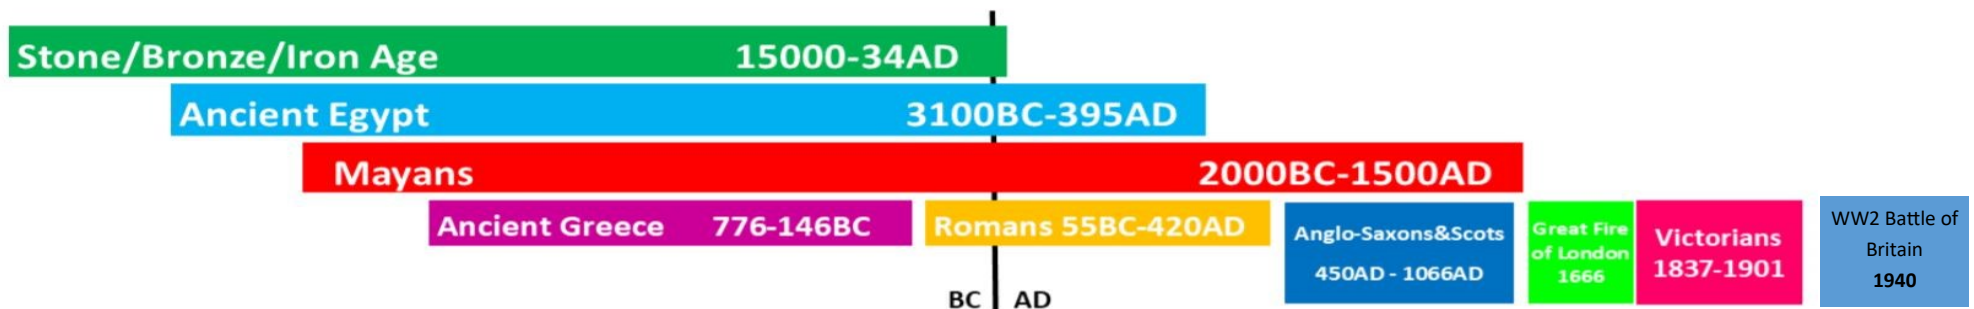 Stone/Bronze/Iron Age 15000-34AD
Ancient Egypt 3100BC-395AD
Mayans 2000BC-1500AD
Ancient Greece 776-146BC
Romans 55BC-420AD
Anglo-Saxons&Scots
450AD - 1066AD
Great Fire
of London
1666
Victorians
1837-1901
WW2 Battle of
Britain
1940
BC AD